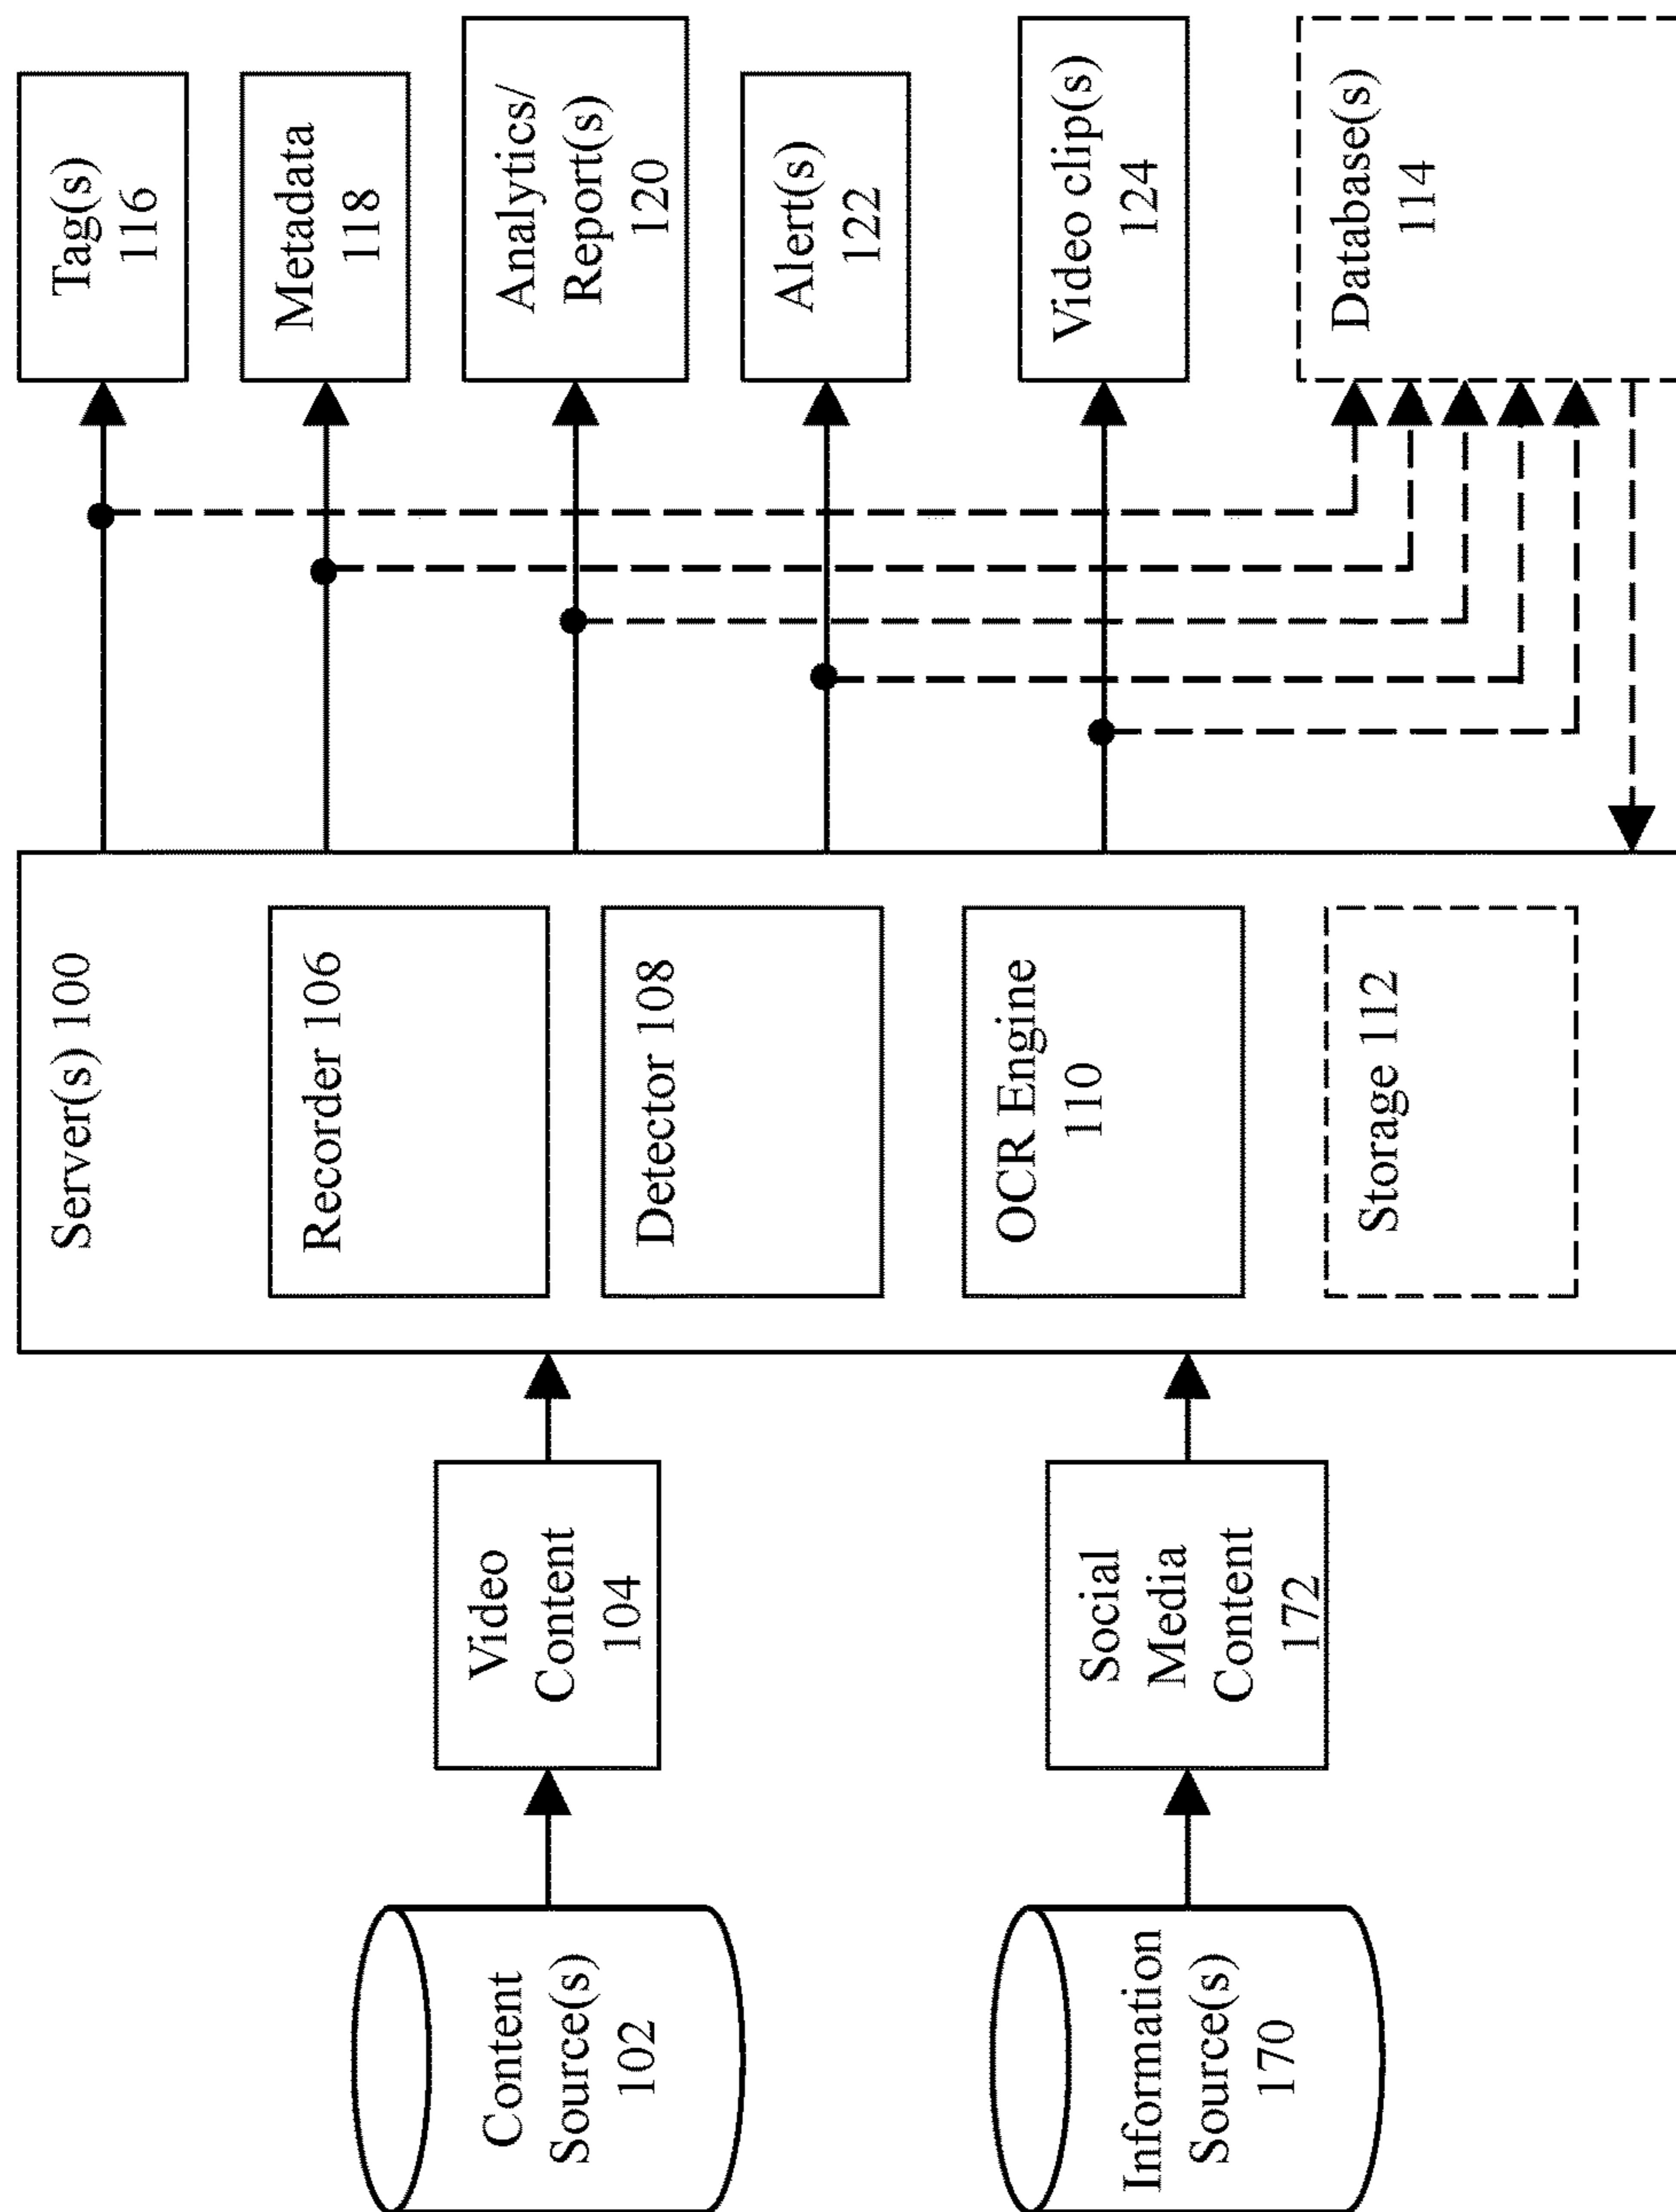 Server(s) 100
Recorder 106
Detector 108
OCR Engine
110
Storage 112
Content
Source(s)
102
Video
Content
104
Information
Source(s)
170
Social
Media
Content
172
Tag(s)
116
Metadata
118
Analytics/
Report(s)
120
Alert(s)
122
Video clip(s)
124
Database(s)
114